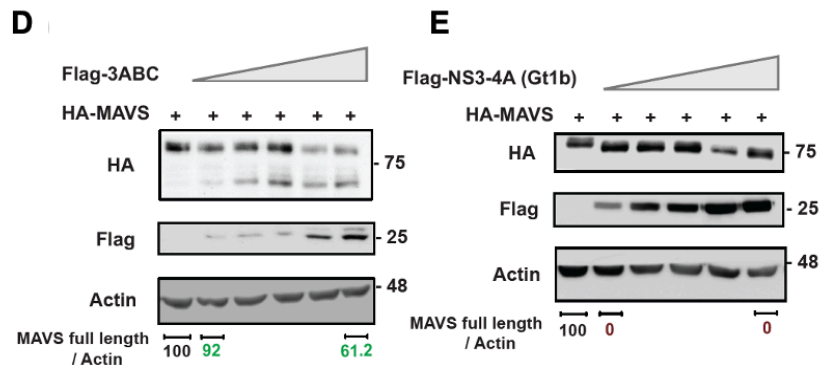 D
Flag-3ABC
HA-MAVS + + + + + +
HA
- 75
Flag
- 25
Actin
- 48
MAVS full length
/ Actin
100 92 61.2
E
Flag-NS3-4A (Gt1b)
HA-MAVS + + + + + +
HA
- 75
Flag
- 25
Actin
- 48
MAVS full length
/ Actin
100 0 0